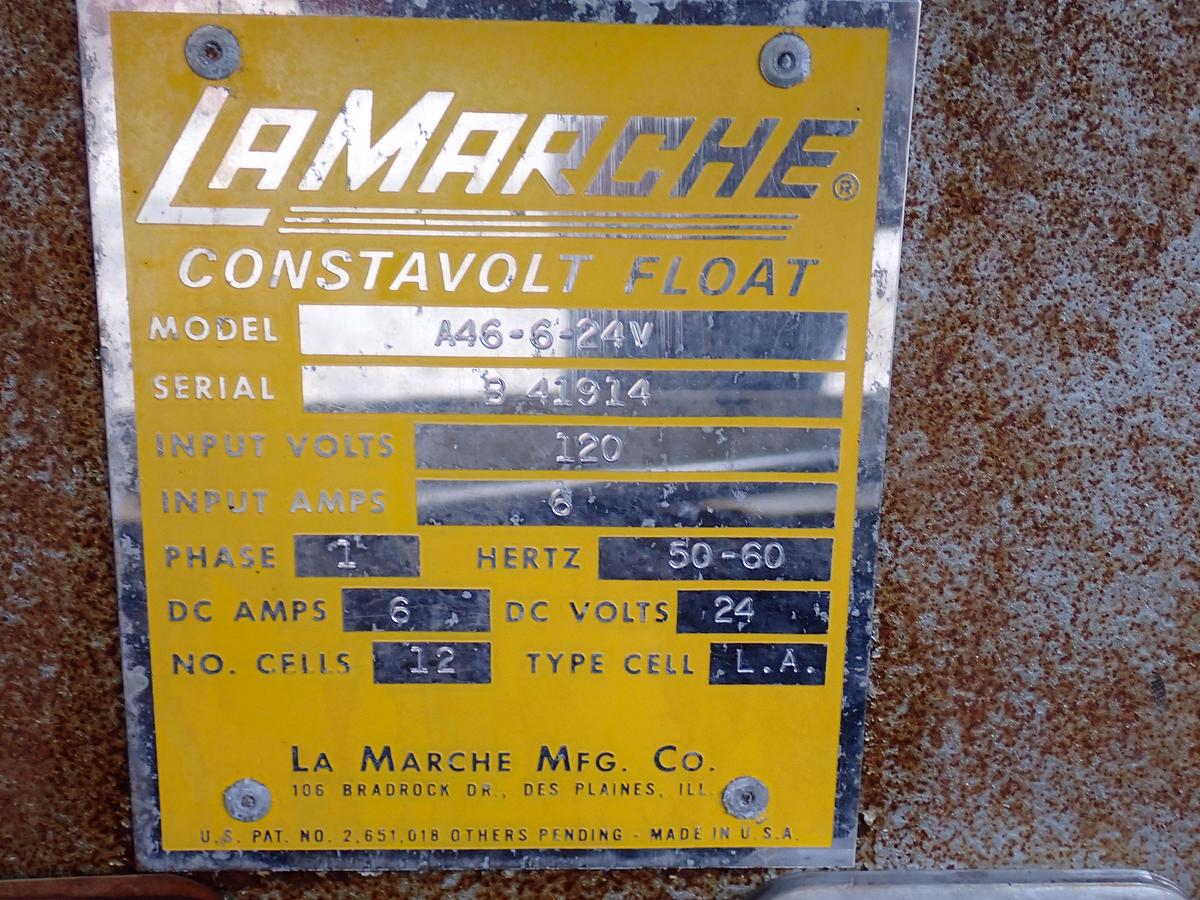 LAMARCHE®
CONSTAVOLT FLOAT
MODEL A46-6-24V
SERIAL B 41914
INPUT VOLTS 120
INPUT AMPS 6
PHASE 1 HERTZ 50-60
DC AMPS 6 DC VOLTS 24
NO. CELLS 12 TYPE CELL L.A.
LA MARCHE MFG. CO.
106 BRADROCK DR., DES PLAINES, ILL.
U.S. PAT. NO. 2,651,018 OTHERS PENDING - MADE IN U.S.A.